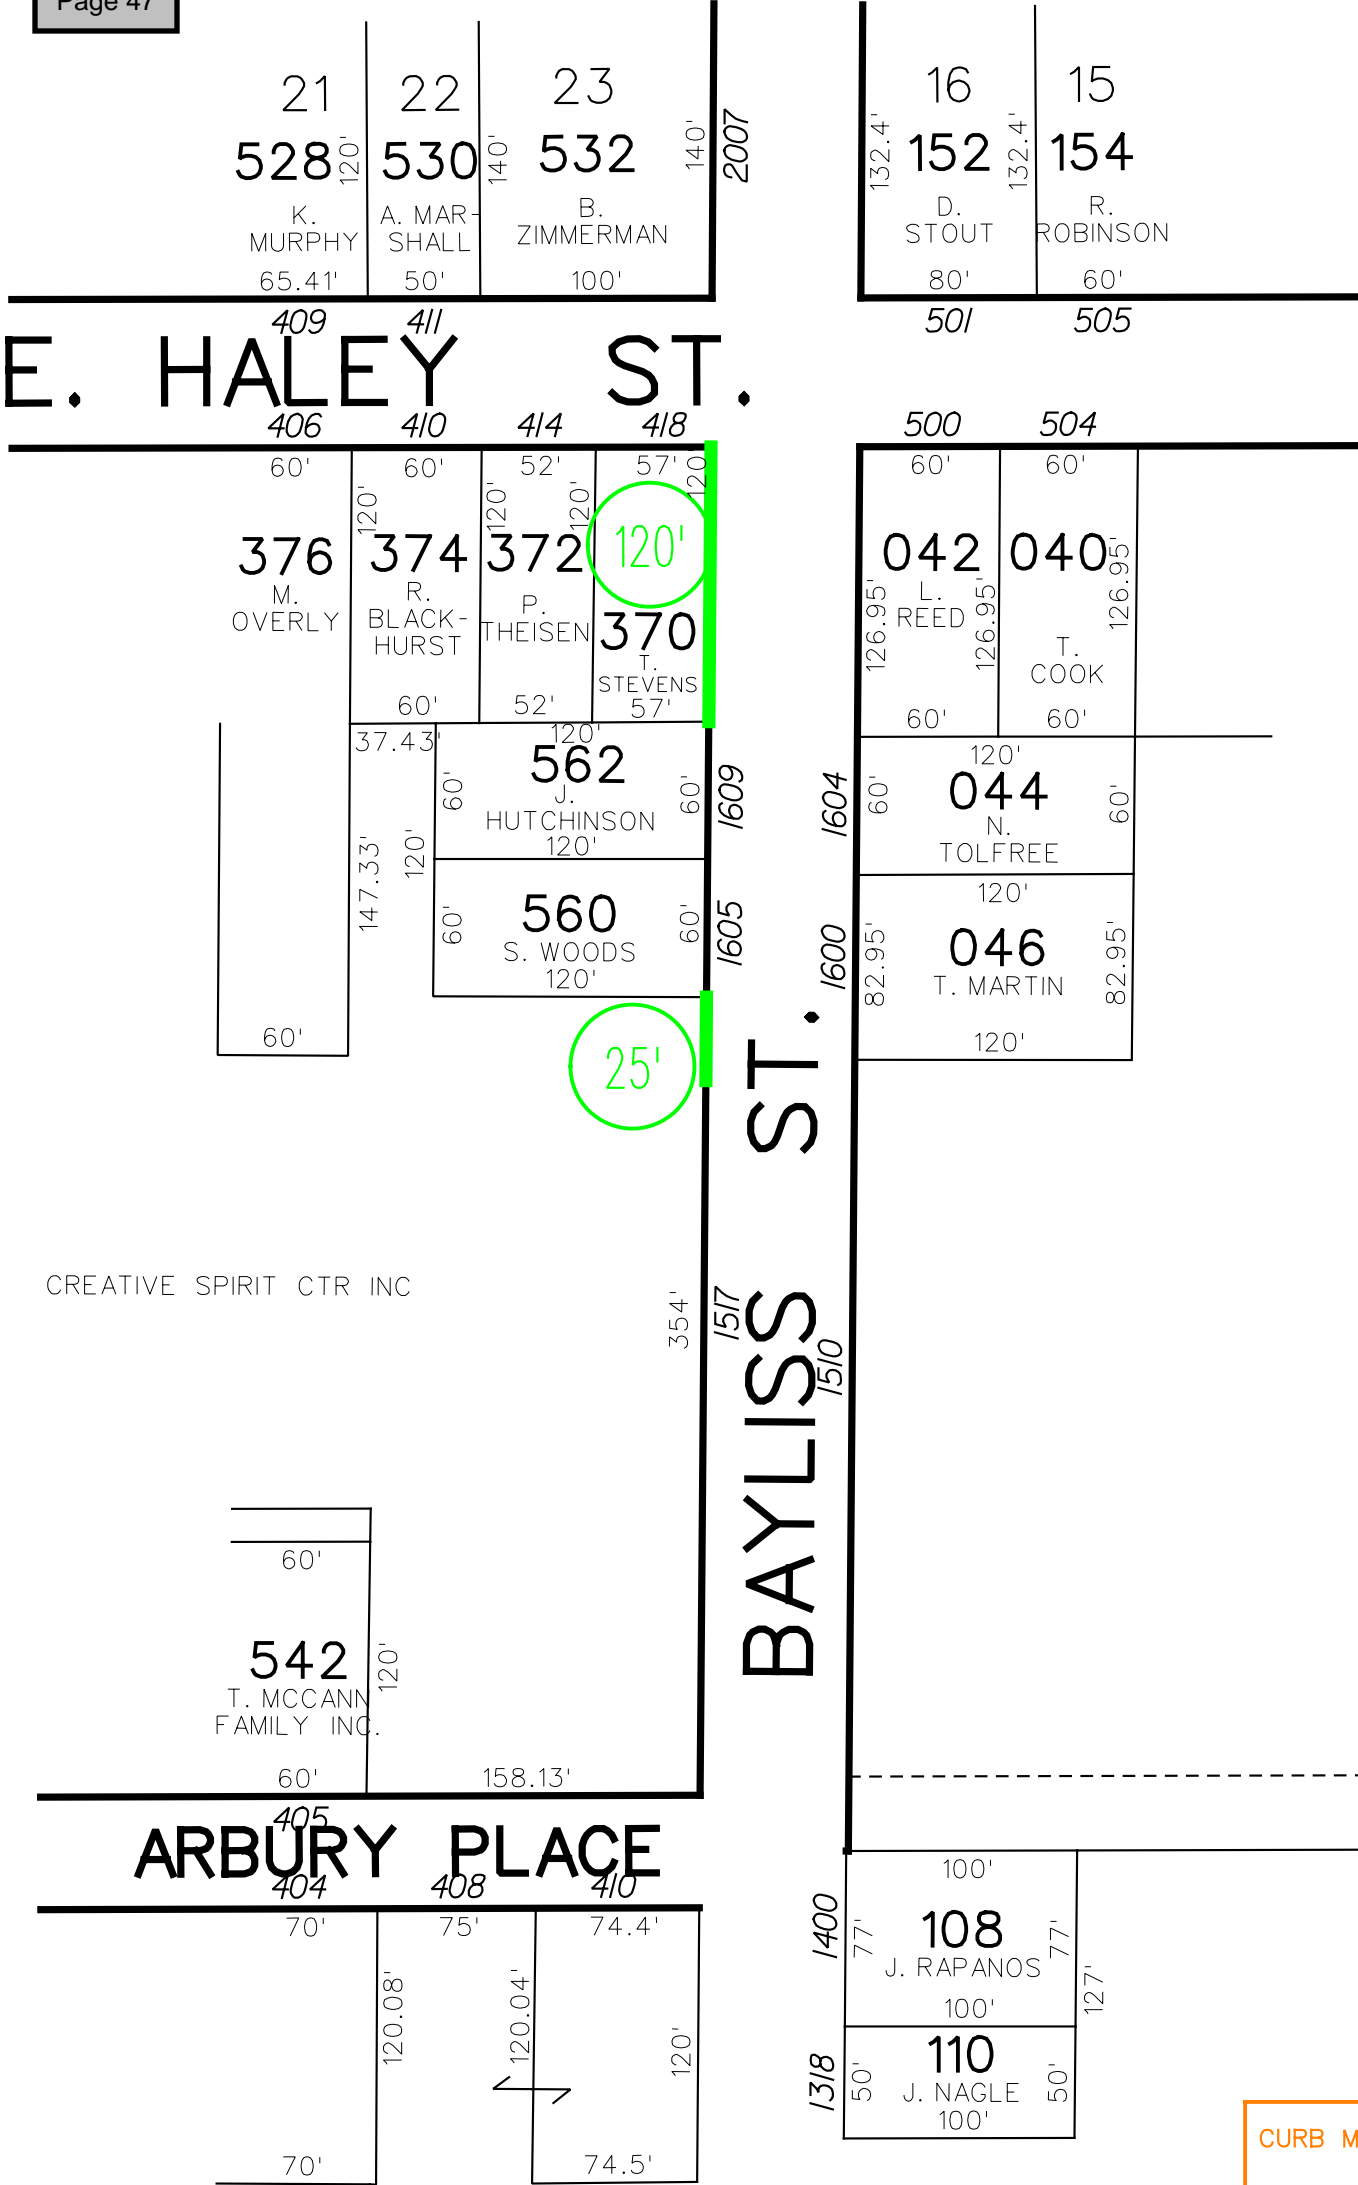 Page 47
21
528
120'
K.
MURPHY
65.41'
22
530
140'
A. MAR-
SHALL
50'
23
532
140'
B.
ZIMMERMAN
100'
2007
132.4'
16
152
132.4'
D.
STOUT
80'
15
154
R.
ROBINSON
60'
409
411
501
505
E. HALEY ST.
406
410
414
418
500
504
60'
376
M.
OVERLY
60'
120'
374
R.
BLACK-
HURST
60'
52'
120'
120'
372
P.
THEISEN
52'
57'
120'
120'
370
T.
STEVENS
57'
60'
042
126.95'
126.95'
L.
REED
60'
60'
040
126.95'
T.
COOK
60'
37.43'
147.33'
120'
60'
120'
562
60'
60'
J.
HUTCHINSON
120'
1609
560
60'
60'
S. WOODS
120'
1605
25'
1604
120'
60'
044
60'
N.
TOLFREE
120'
1600
82.95'
046
82.95'
T. MARTIN
120'
CREATIVE SPIRIT CTR INC
354'
1517
1510
BAYLISS ST.
60'
542
120'
T. MCCANN
FAMILY INC.
60'
158.13'
405
ARBURY PLACE
404
408
410
70'
75'
74.4'
120.08'
120.04'
120'
70'
74.5'
1400
100'
77'
108
77'
J. RAPANOS
100'
127'
1318
50'
110
50'
J. NAGLE
100'
CURB M